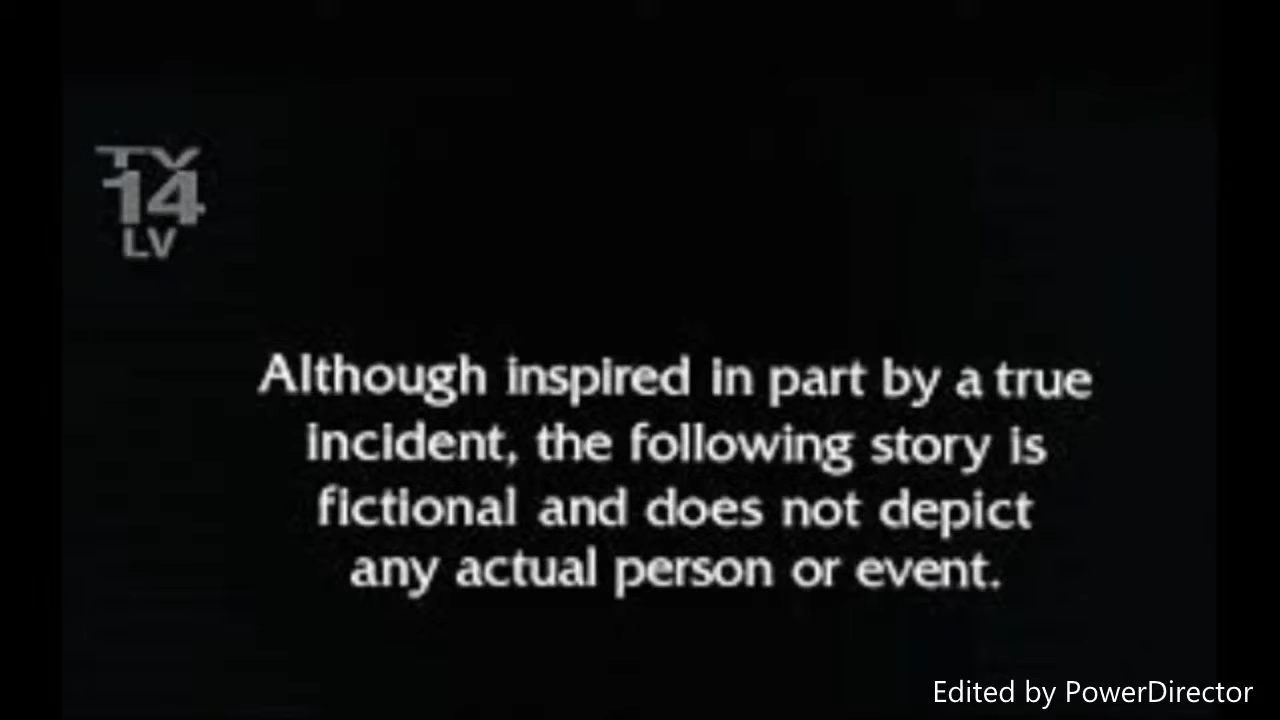 TV
14
LV
Although inspired in part by a true
incident, the following story is
fictional and does not depict
any actual person or event.
Edited by PowerDirector